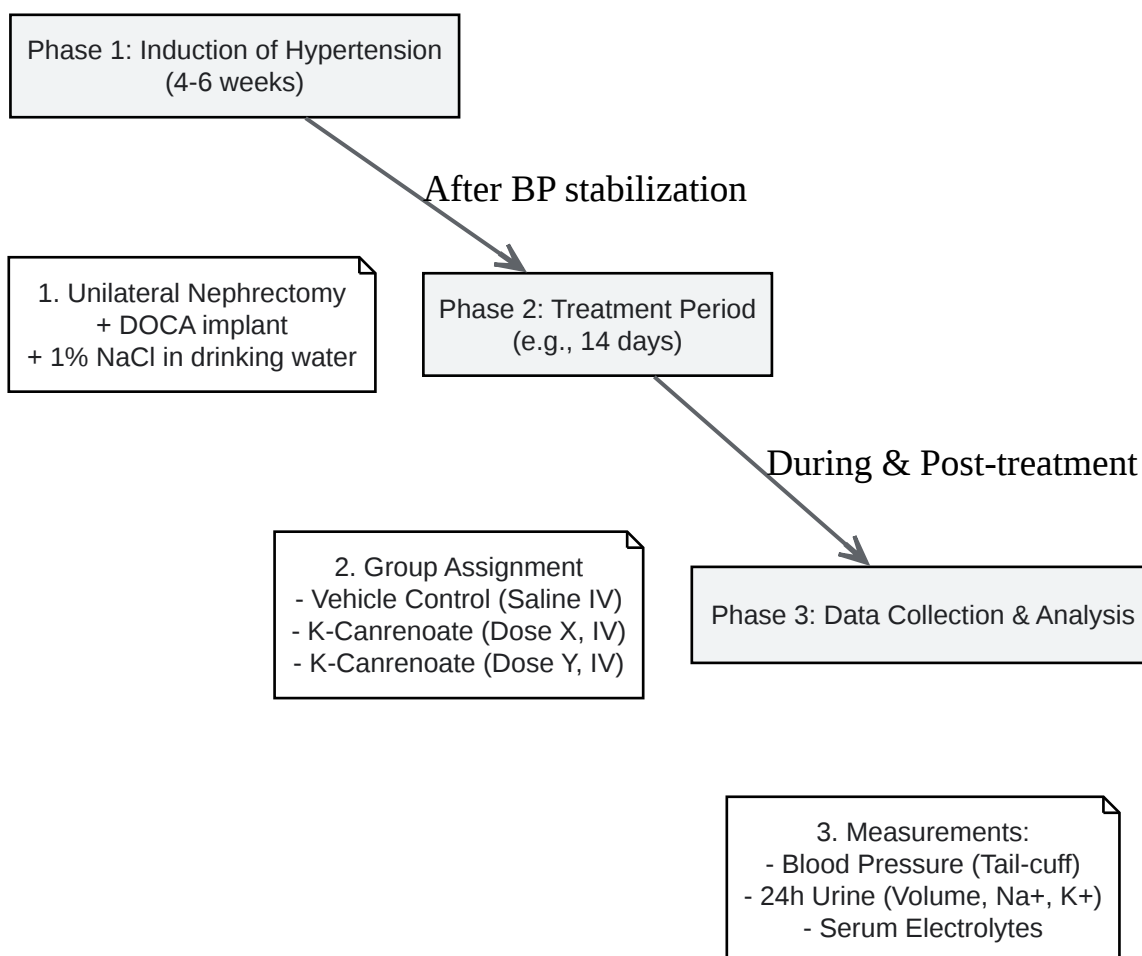 Phase 1: Induction of Hypertension
(4-6 weeks)
After BP stabilization
1. Unilateral Nephrectomy
+ DOCA implant
+ 1% NaCl in drinking water
Phase 2: Treatment Period
(e.g., 14 days)
During & Post-treatment
2. Group Assignment
- Vehicle Control (Saline IV)
- K-Canrenoate (Dose X, IV)
- K-Canrenoate (Dose Y, IV)
Phase 3: Data Collection & Analysis
3. Measurements:
- Blood Pressure (Tail-cuff)
- 24h Urine (Volume, Na+, K+)
- Serum Electrolytes